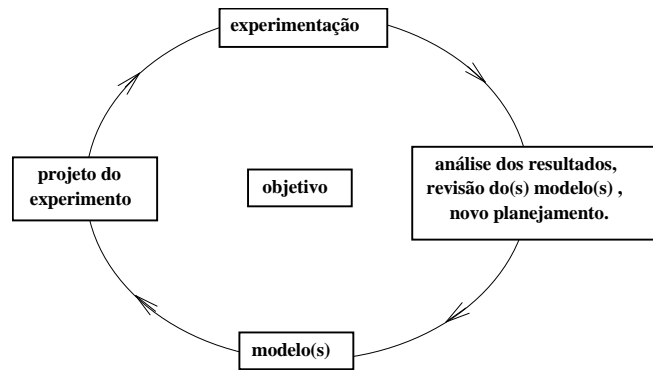 experimentação
projeto do
experimento
objetivo
análise dos resultados,
revisão do(s) modelo(s) ,
novo planejamento.
modelo(s)